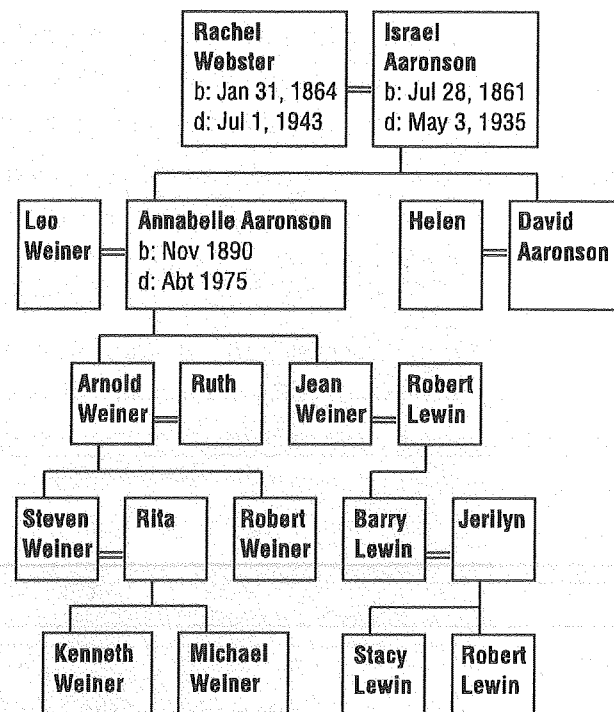 Rachel
Webster
b: Jan 31, 1864
d: Jul 1, 1943
Israel
Aaronson
b: Jul 28, 1861
d: May 3, 1935
Leo
Weiner
Annabelle Aaronson
b: Nov 1890
d: Abt 1975
Helen
David
Aaronson
Arnold
Weiner
Ruth
Jean
Weiner
Robert
Lewin
Steven
Weiner
Rita
Robert
Weiner
Barry
Lewin
Jerilyn
Kenneth
Weiner
Michael
Weiner
Stacy
Lewin
Robert
Lewin